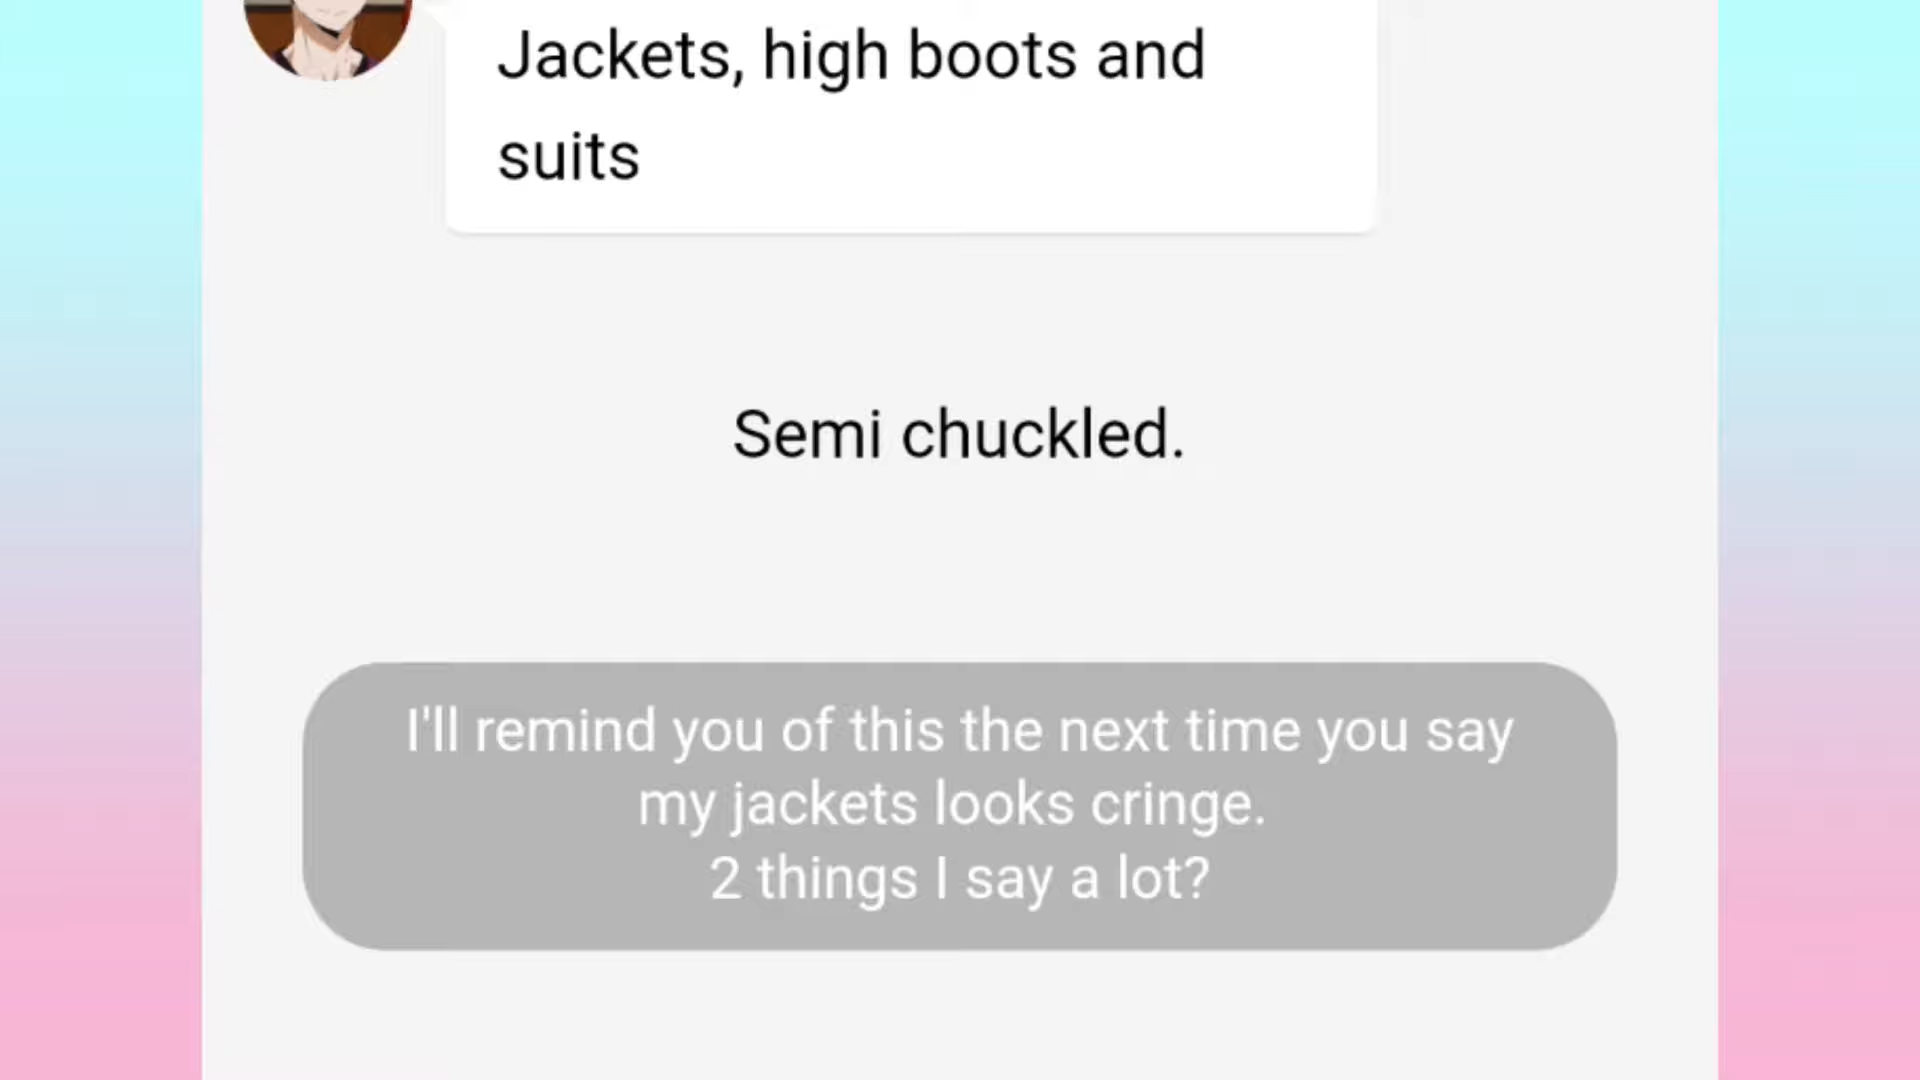 Jackets, high boots and
suits
Semi chuckled.
I'll remind you of this the next time you say
my jackets looks cringe.
2 things I say a lot?